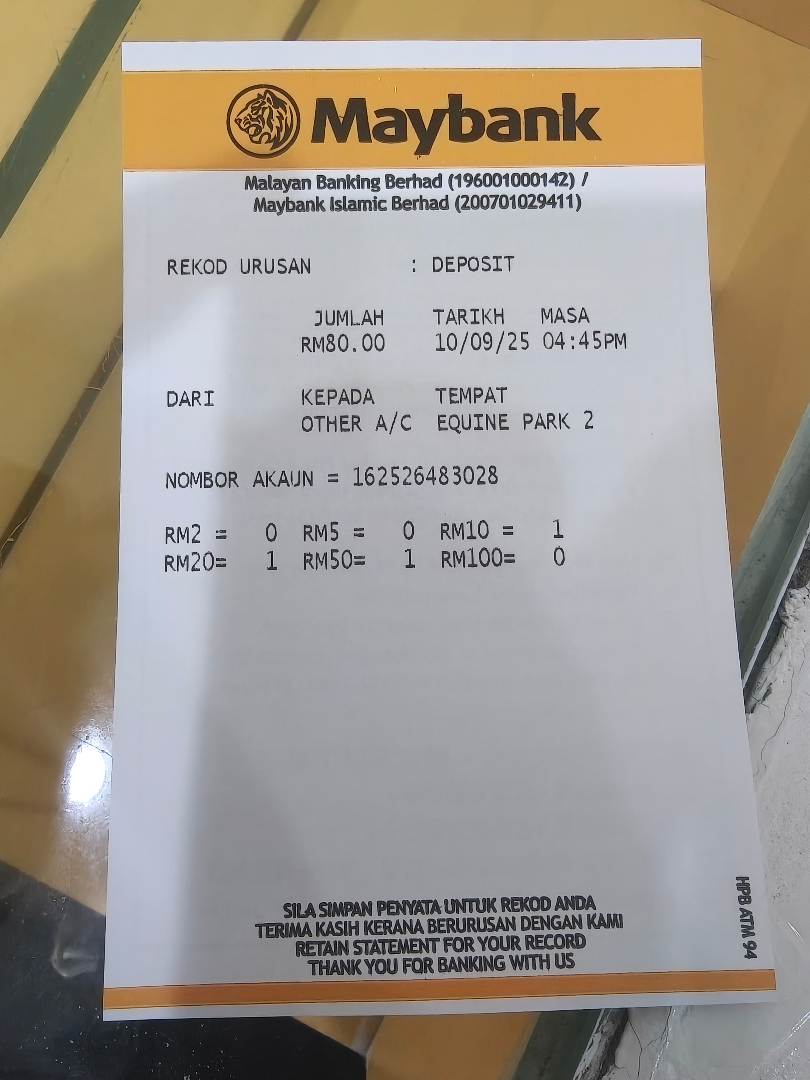 Maybank
Malayan Banking Berhad (196001000142) /
Maybank Islamic Berhad (200701029411)
REKOD URUSAN : DEPOSIT
JUMLAH TARIKH MASA
RM80.00 10/09/25 04:45PM
DARI KEPADA TEMPAT
OTHER A/C EQUINE PARK 2
NOMBOR AKAUN = 162526483028
RM2 = 0 RM5 = 0 RM10 = 1
RM20= 1 RM50= 1 RM100= 0
SILA SIMPAN PENYATA UNTUK REKOD ANDA
TERIMA KASIH KERANA BERURUSAN DENGAN KAMI
RETAIN STATEMENT FOR YOUR RECORD
THANK YOU FOR BANKING WITH US
HPB ATM 94